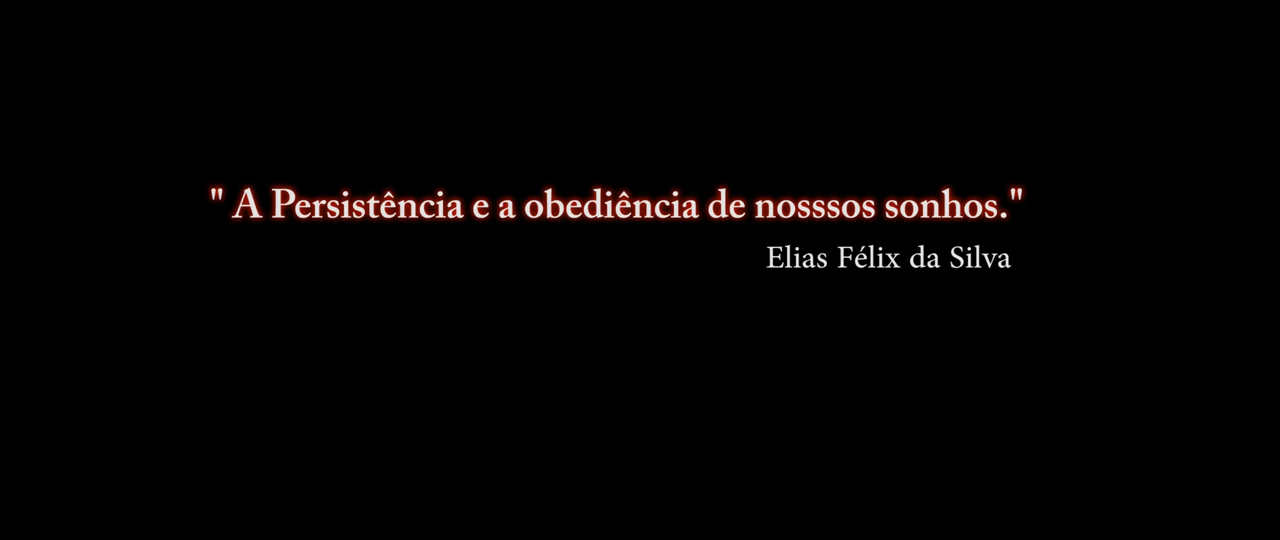 " A Persistência e a obediência de nosssos sonhos."
Elias Félix da Silva